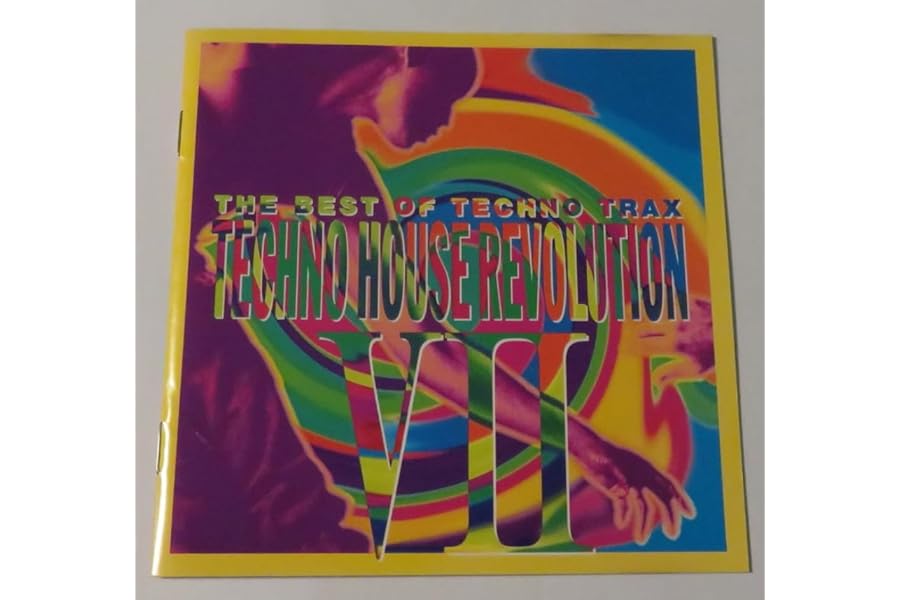 THE BEST OF TECHNO TRAX
TECHNO HOUSE REVOLUTION
VII